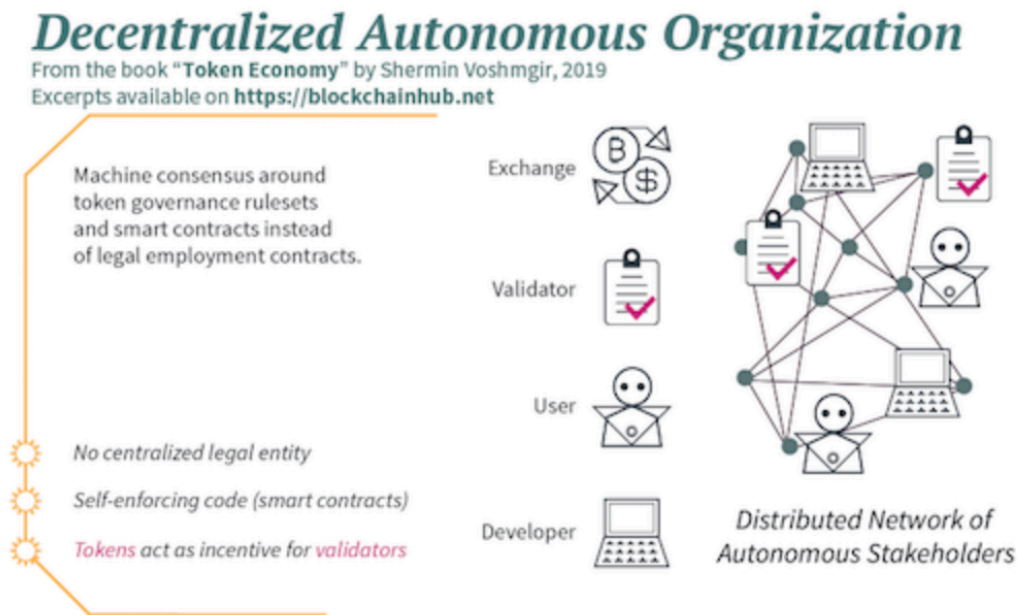 Decentralized Autonomous Organization
From the book “Token Economy” by Shermin Voshmgir, 2019
Excerpts available on https://blockchainhub.net
Machine consensus around
token governance rulesets
and smart contracts instead
of legal employment contracts.
No centralized legal entity
Self-enforcing code (smart contracts)
Tokens act as incentive for validators
Exchange
B
$
Validator
User
Developer
Distributed Network of
Autonomous Stakeholders